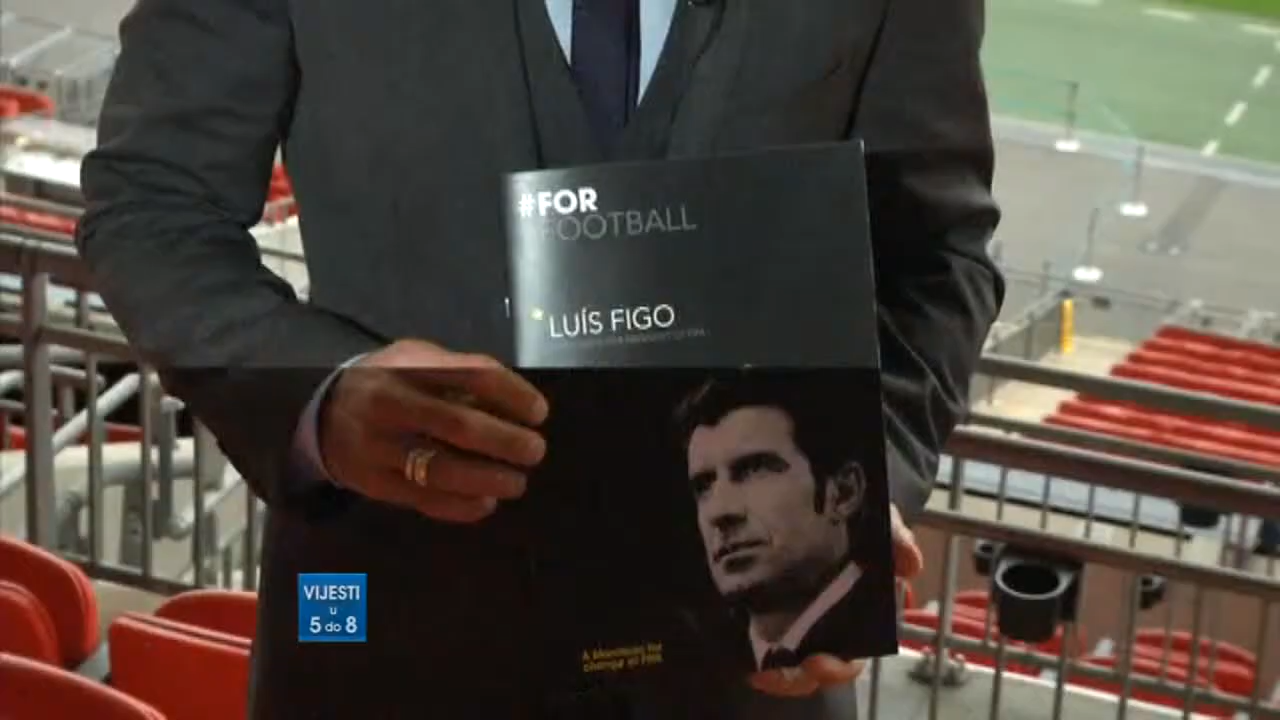 #FOR
FOOTBALL
LUÍS FIGO
A Manifesto for
change at FIFA
VIJESTI
u
5 do 8